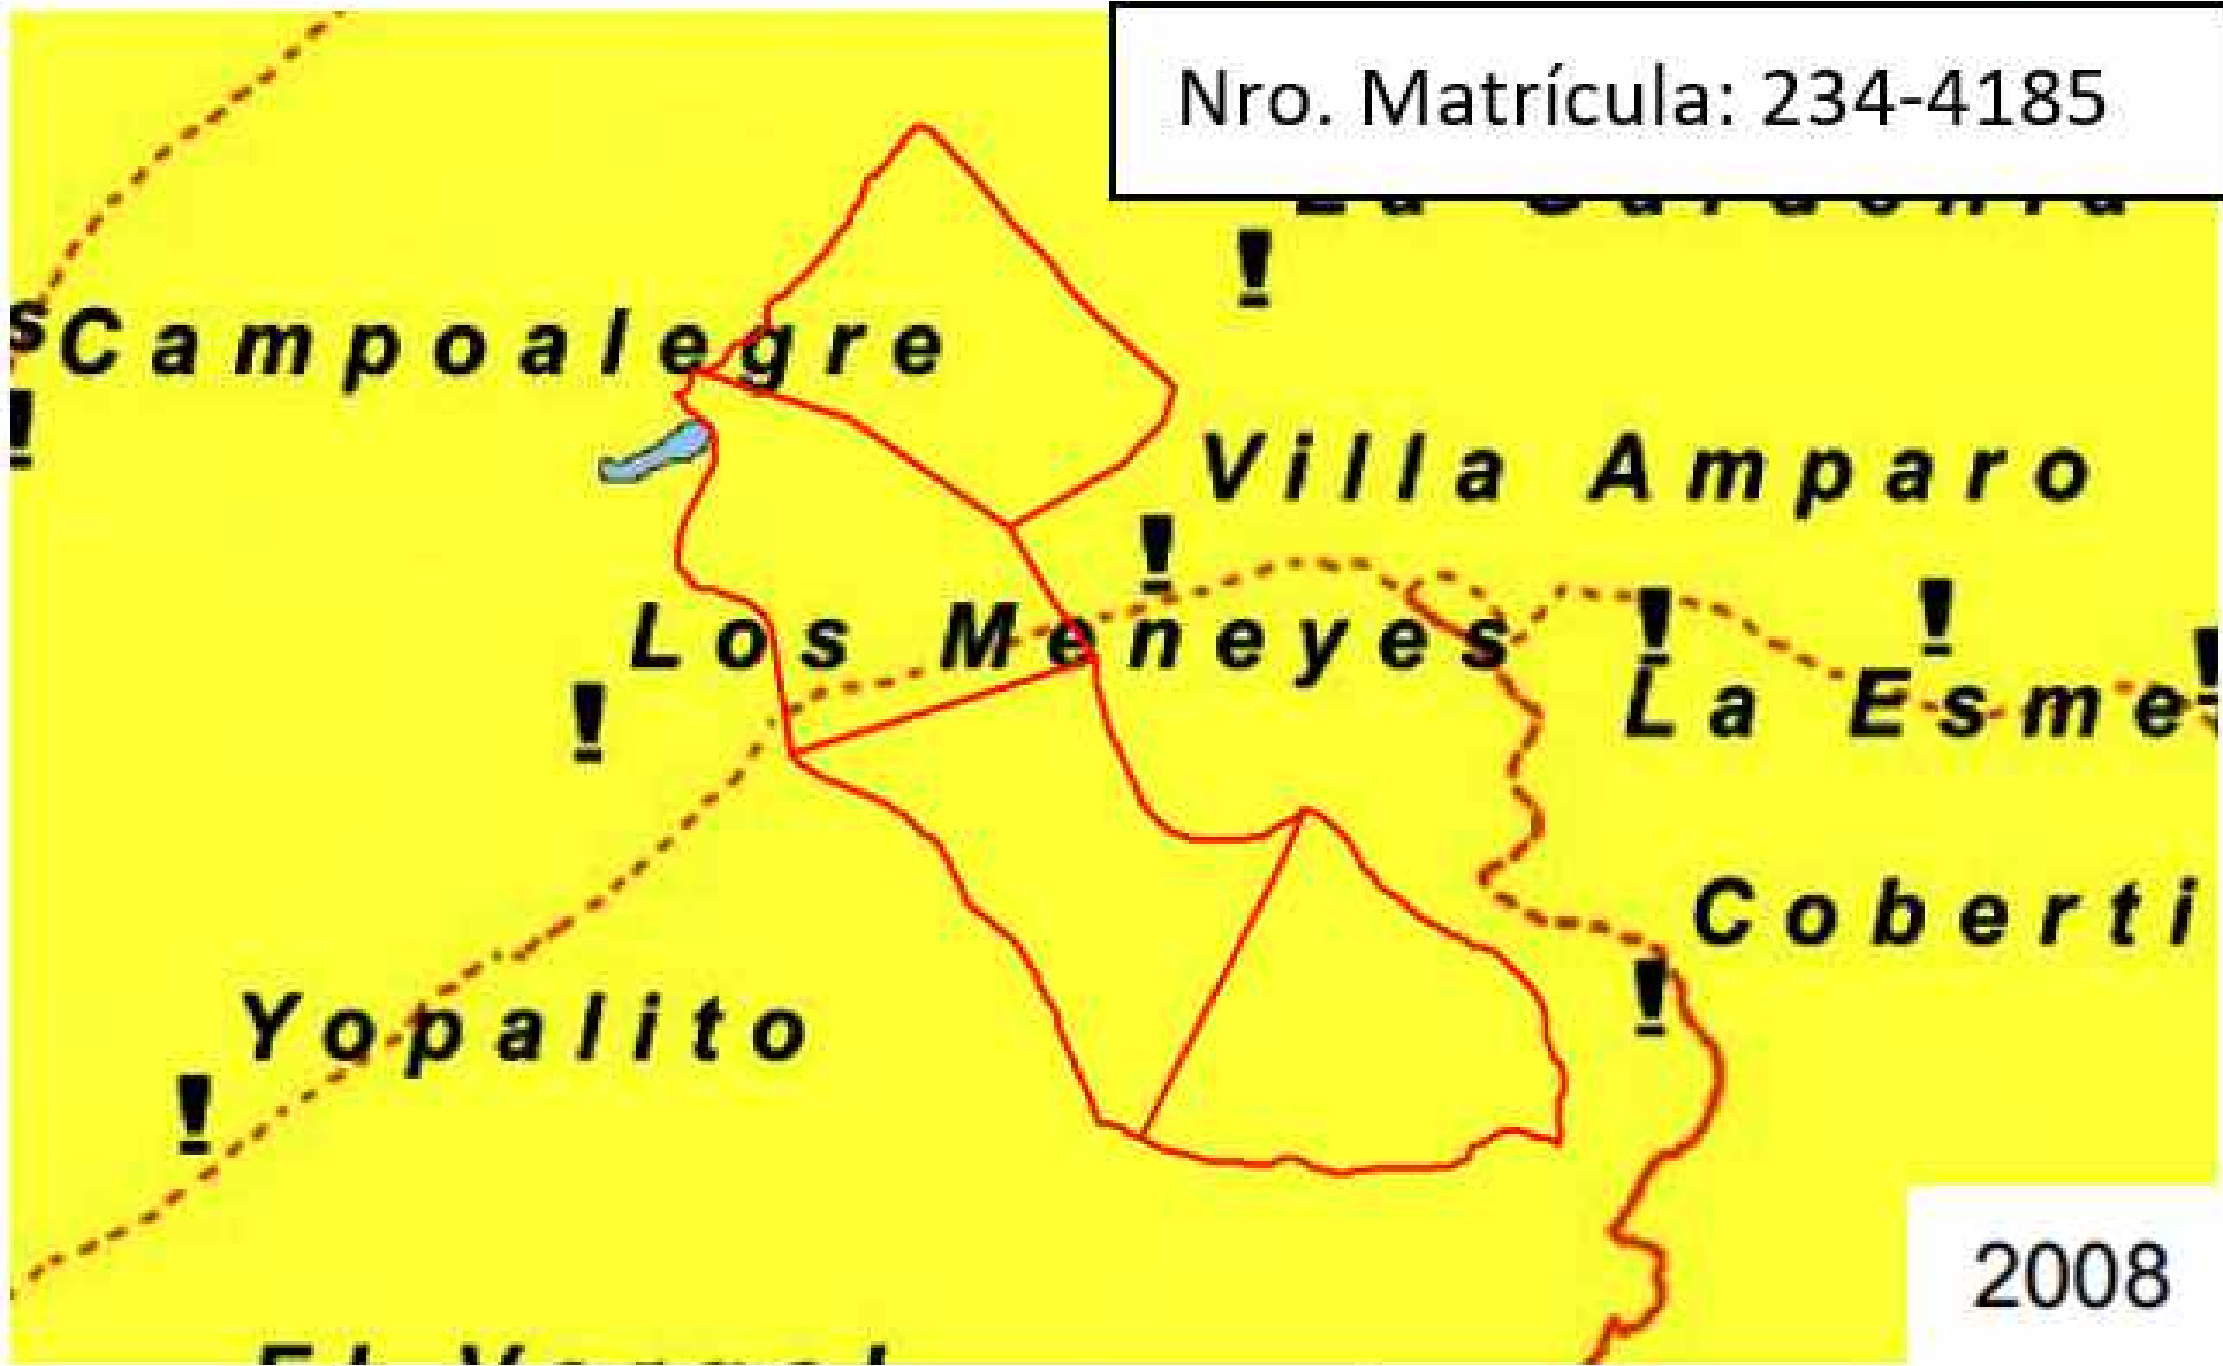 Nro. Matrícula: 234-4185
Campoalegre
Villa Amparo
Los Meneyes
La Esme
Coberti
Yopalito
2008